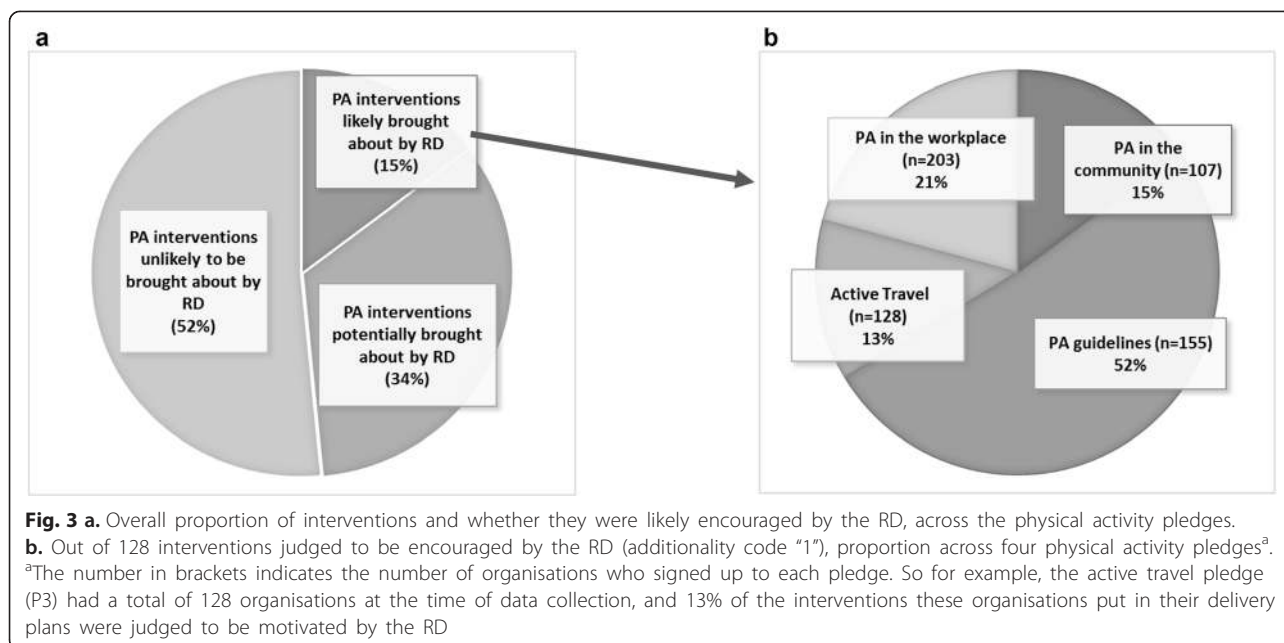 a
b
PA interventions
likely brought
about by RD
(15%)
PA interventions
unlikely to be
brought about by
RD
(52%)
PA interventions
potentially brought
about by RD
(34%)
PA in the workplace
(n=203)
21%
PA in the
community (n=107)
15%
Active Travel
(n=128)
13%
PA guidelines (n=155)
52%
Fig. 3 a. Overall proportion of interventions and whether they were likely encouraged by the RD, across the physical activity pledges.
b. Out of 128 interventions judged to be encouraged by the RD (additionality code "1"), proportion across four physical activity pledgesᵃ.
ᵃThe number in brackets indicates the number of organisations who signed up to each pledge. So for example, the active travel pledge
(P3) had a total of 128 organisations at the time of data collection, and 13% of the interventions these organisations put in their delivery
plans were judged to be motivated by the RD